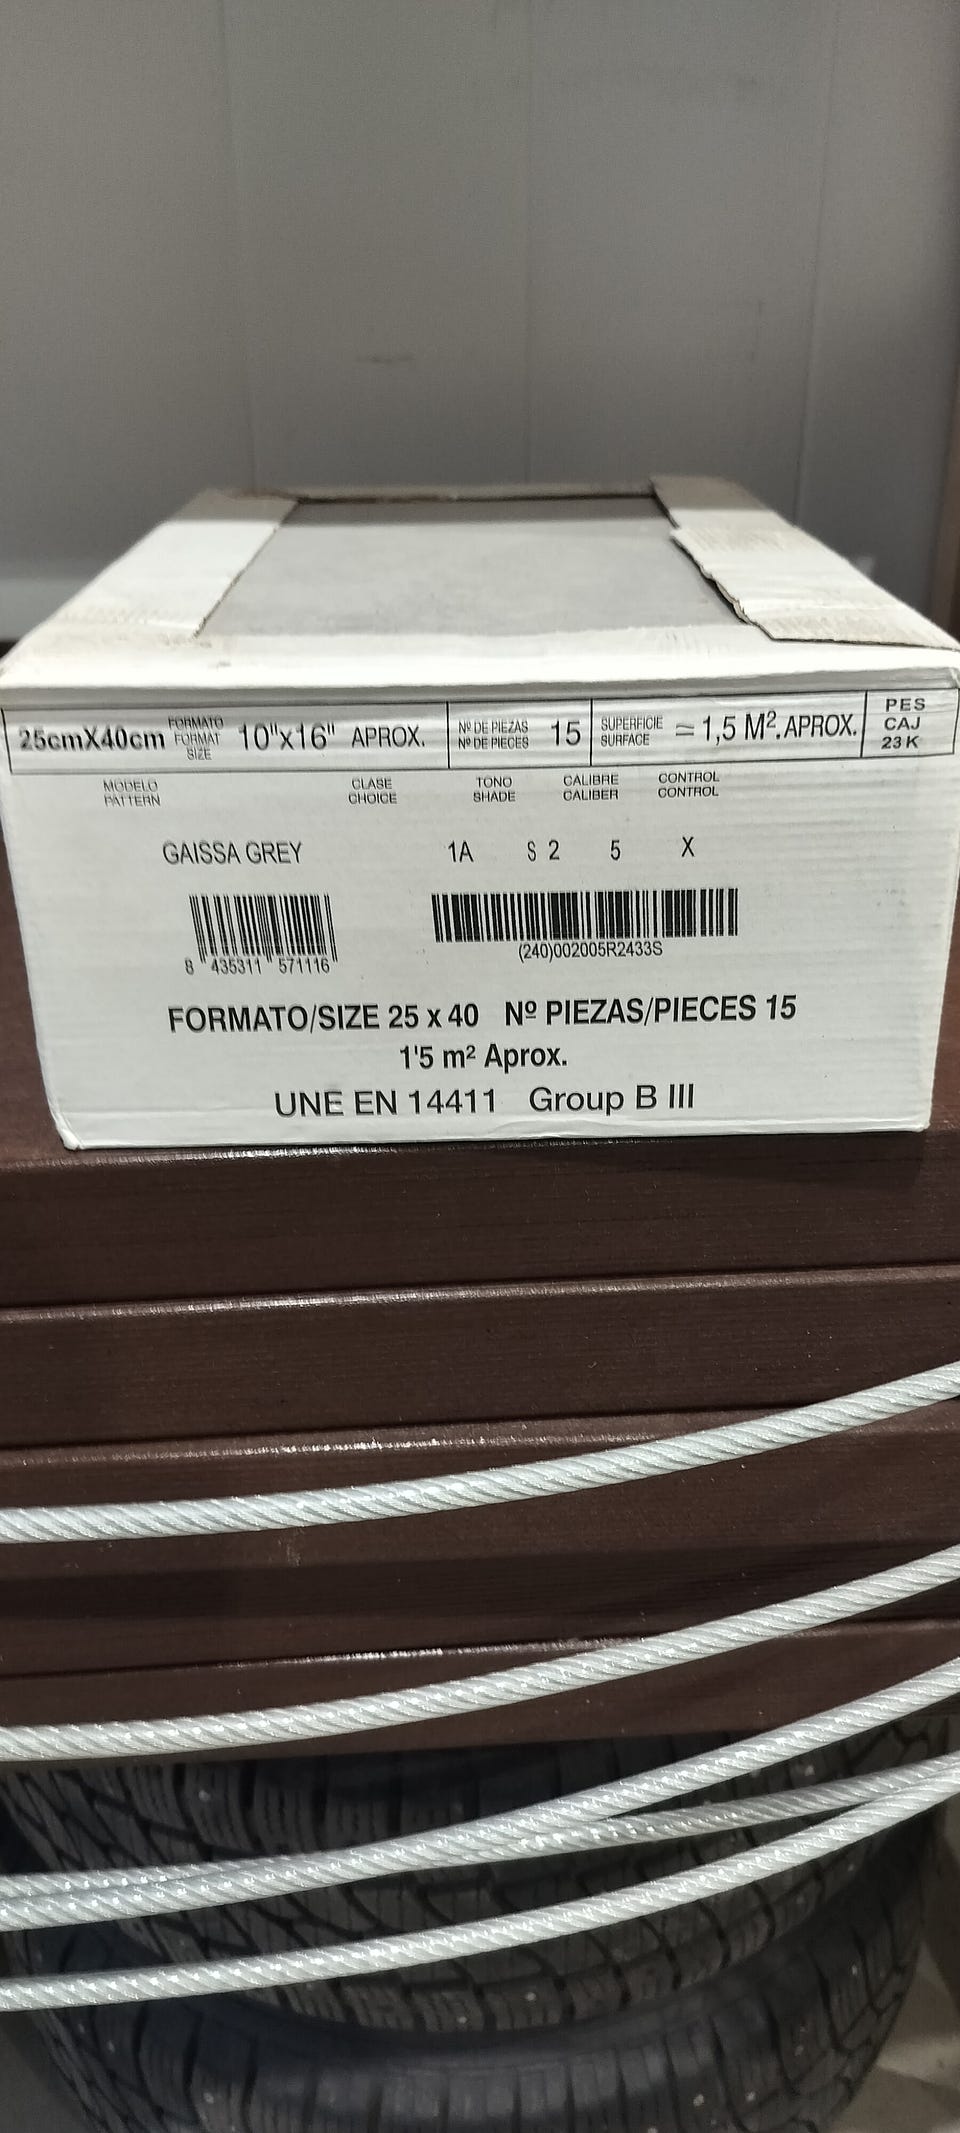 25cmX40cm FORMATO FORMAT SIZE 10"x16" APROX. Nº DE PIEZAS Nº DE PIECES 15 SUPERFICIE SURFACE = 1,5 M². APROX. PES CAJ 23 K
MODELO PATTERN CLASE CHOICE TONO SHADE CALIBRE CALIBER CONTROL CONTROL
GAISSA GREY 1A S 2 5 X
8 435311 571116 (240)002005R2433S
FORMATO/SIZE 25 x 40 Nº PIEZAS/PIECES 15
1'5 m² Aprox.
UNE EN 14411 Group B III